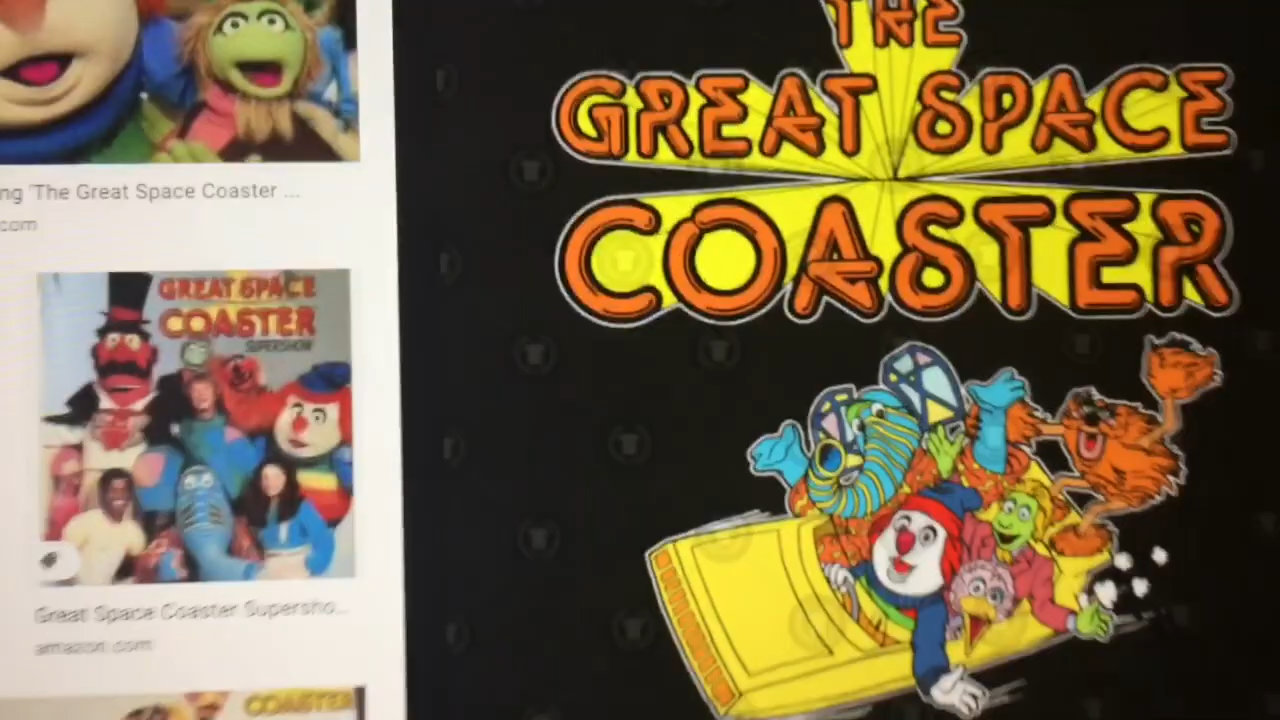 THE
GREAT SPACE
COASTER
ng 'The Great Space Coaster ...
com
GREAT SPACE
COASTER
SUPERSHOW
Great Space Coaster Supersho...
amazon.com
COASTER